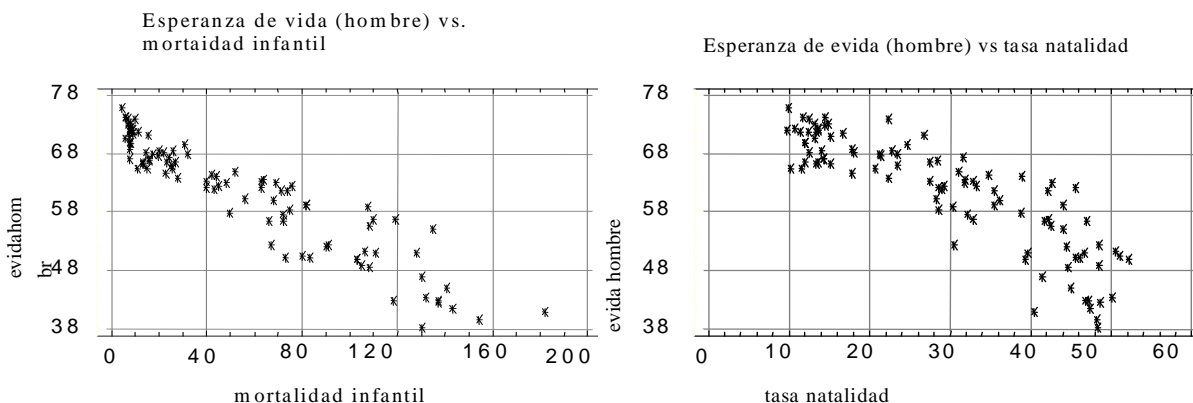 Esperanza de vida (hombre) vs.
mortaidad infantil
78
68
58
48
38
evidahom
br
0 40 80 120 160 200
mortalidad infantil
Esperanza de evida (hombre) vs tasa natalidad
78
68
58
48
38
evida hombre
0 10 20 30 40 50 60
tasa natalidad